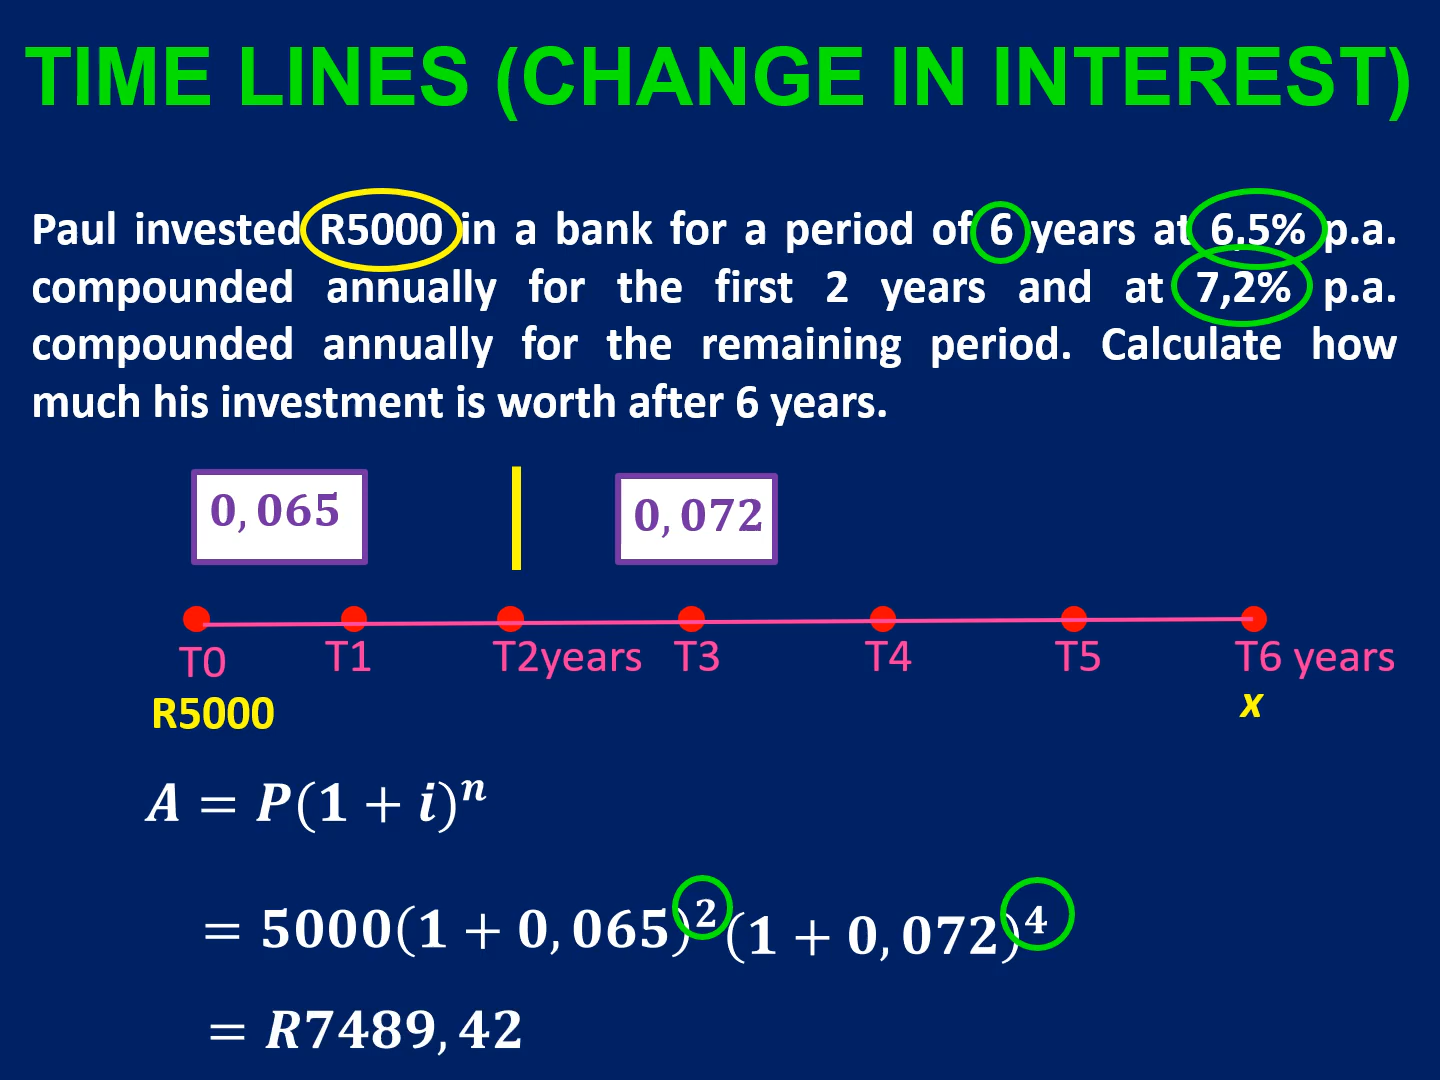 TIME LINES (CHANGE IN INTEREST)
Paul invested R5000 in a bank for a period of 6 years at 6,5% p.a.
compounded annually for the first 2 years and at 7,2% p.a.
compounded annually for the remaining period. Calculate how
much his investment is worth after 6 years.
0,065 0,072
T0 T1 T2years T3 T4 T5 T6 years
R5000 x
A = P(1 + i)ⁿ
= 5000(1 + 0,065)²(1 + 0,072)⁴
= R7489,42